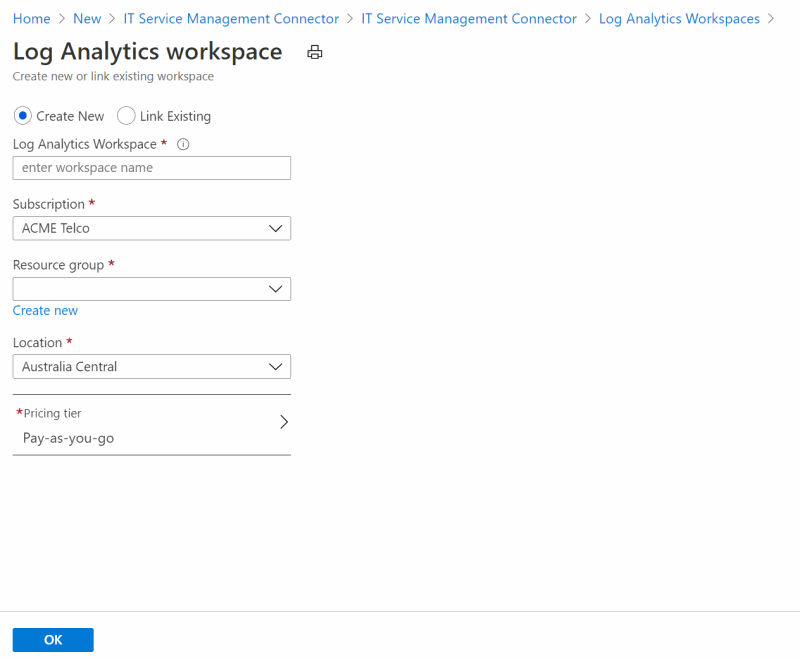 Home > New > IT Service Management Connector > IT Service Management Connector > Log Analytics Workspaces >
Log Analytics workspace
Create new or link existing workspace
Create New Link Existing
Log Analytics Workspace *
enter workspace name
Subscription *
ACME Telco
Resource group *
Create new
Location *
Australia Central
*Pricing tier
Pay-as-you-go
OK